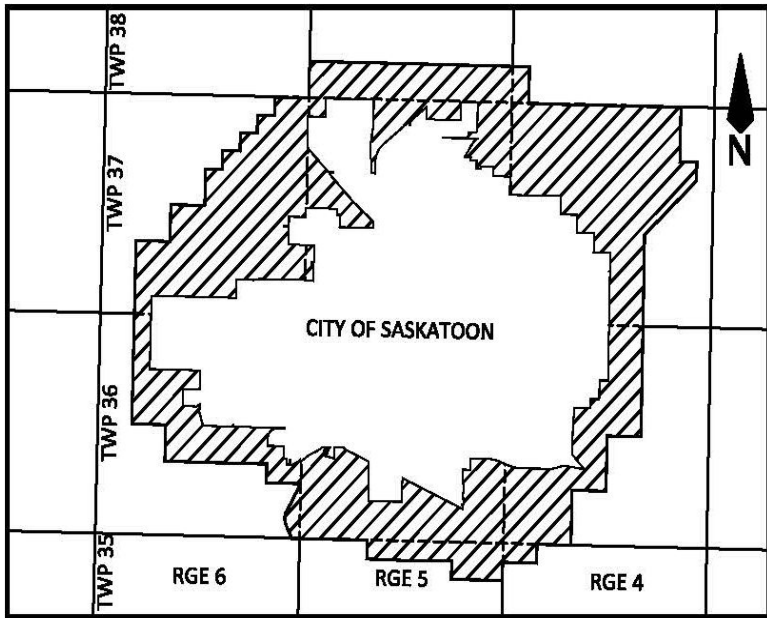 TWP 38
N
TWP 37
CITY OF SASKATOON
TWP 36
TWP 35
RGE 6
RGE 5
RGE 4